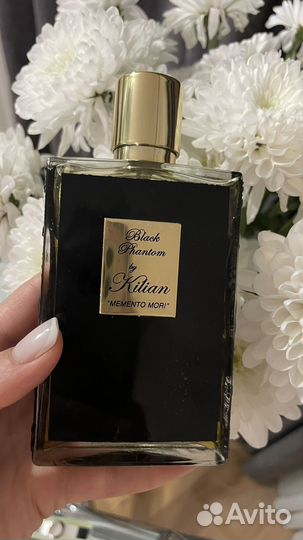 Black
Phantom
by
Kilian
"MEMENTO MORI"
Avito